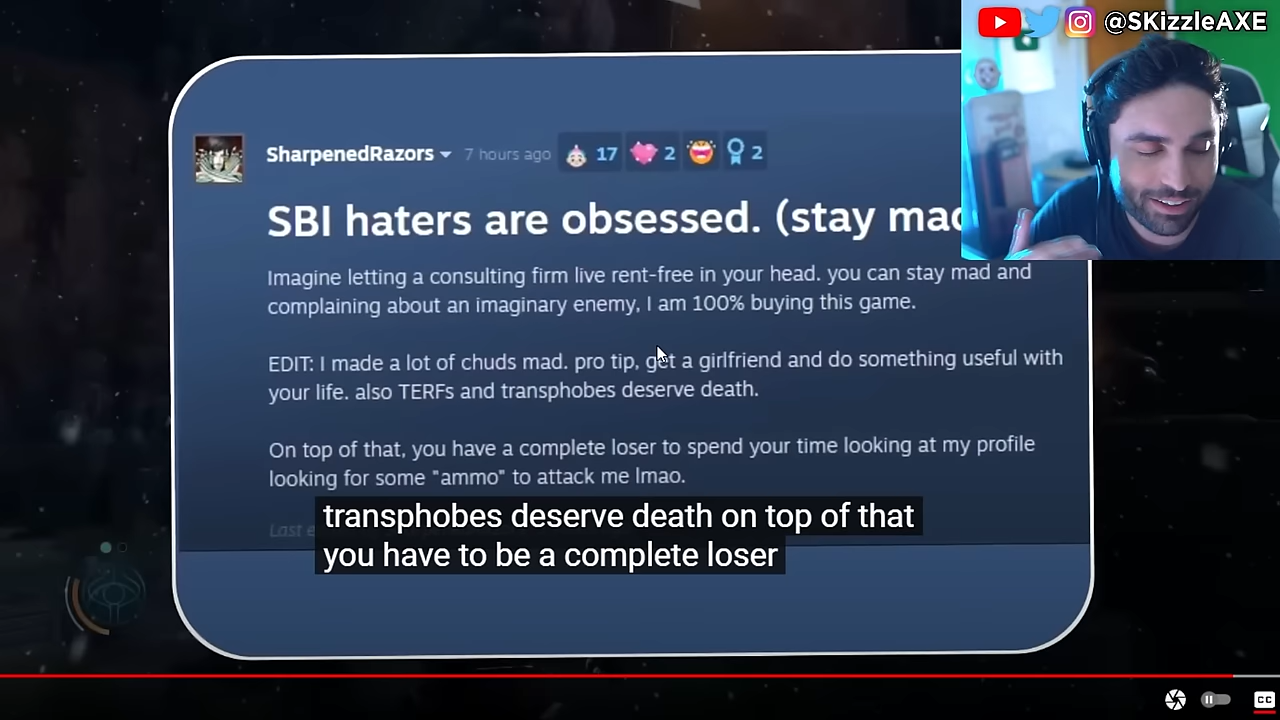 @SKizzleAXE
SharpenedRazors 7 hours ago 17 2 2
SBI haters are obsessed. (stay
Imagine letting a consulting firm live rent-free in your head. you can stay mad and
complaining about an imaginary enemy, I am 100% buying this game.
EDIT: I made a lot of chuds mad. pro tip, get a girlfriend and do something useful with
your life. also TERFs and transphobes deserve death.
On top of that, you have a complete loser to spend your time looking at my profile
looking for some "ammo" to attack me lmao.
Last
transphobes deserve death on top of that
you have to be a complete loser
CC